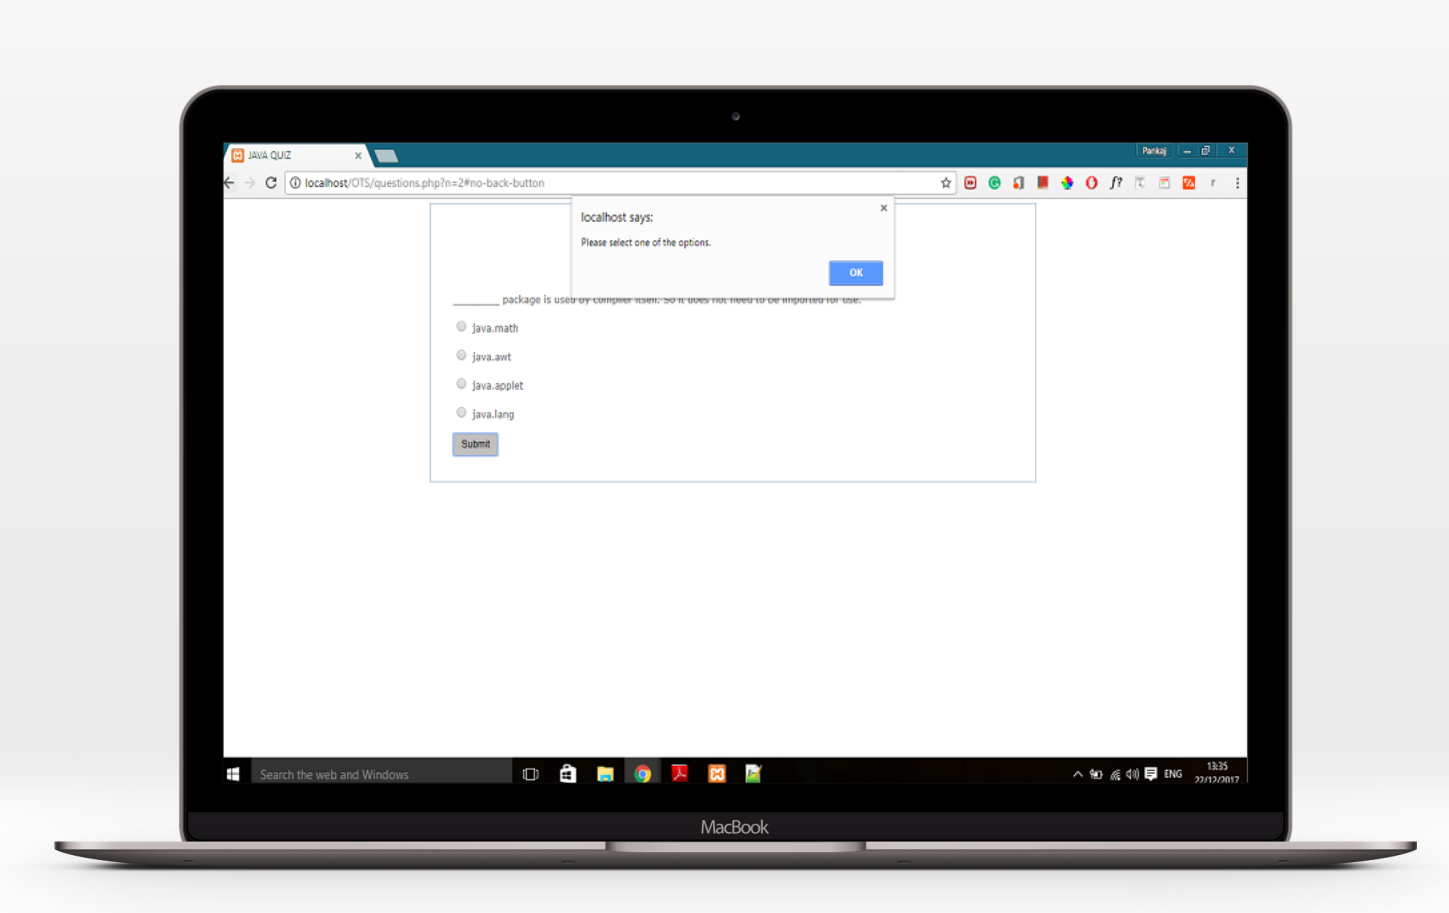 JAVA QUIZ
Pankaj
localhost/OTS/questions.php?n=2#no-back-button
localhost says:
Please select one of the options.
OK
________ package is used by compiler itself. So it does not need to be imported for use.
java.math
java.awt
java.applet
java.lang
Submit
Search the web and Windows
ENG
13:35
22/12/2017
MacBook